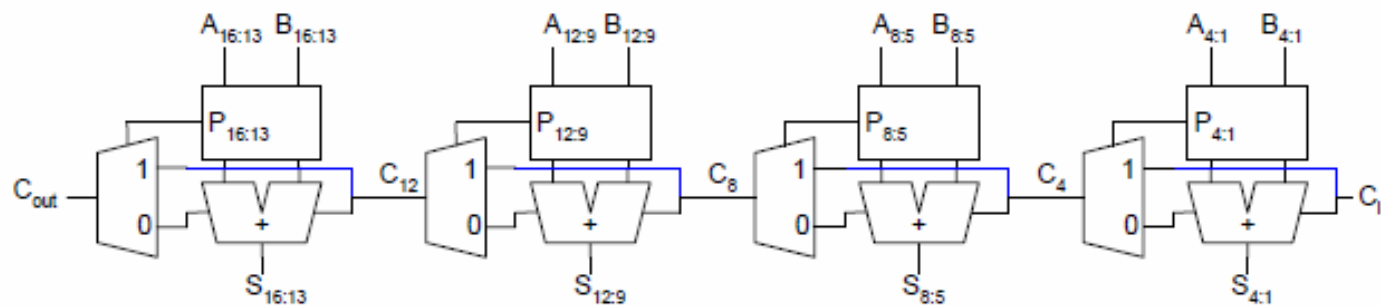 A16:13 B16:13 A12:9 B12:9 A8:5 B8:5 A4:1 B4:1
P16:13 P12:9 P8:5 P4:1
1 1 1 1
Cout C12 C8 C4
0 + 0 + 0 + 0 +
S16:13 S12:9 S8:5 S4:1